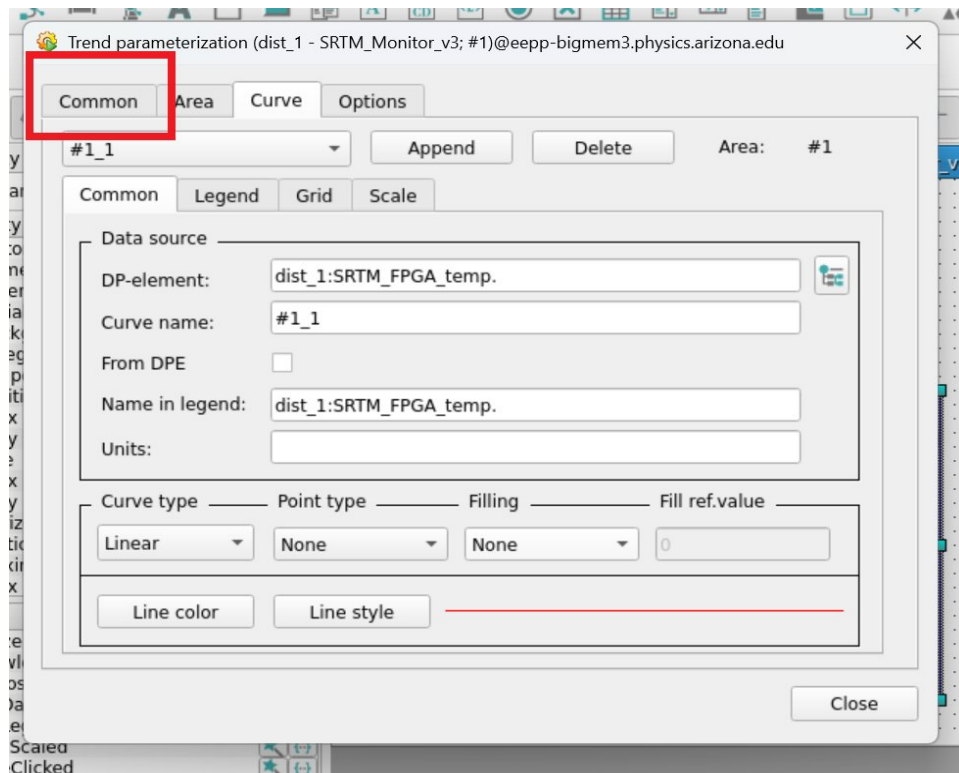 Trend parameterization (dist_1 - SRTM_Monitor_v3; #1)@eepp-bigmem3.physics.arizona.edu
Common Area Curve Options
#1_1 Append Delete Area: #1
Common Legend Grid Scale
Data source
DP-element: dist_1:SRTM_FPGA_temp.
Curve name: #1_1
From DPE
Name in legend: dist_1:SRTM_FPGA_temp.
Units:
Curve type Point type Filling Fill ref.value
Linear None None 0
Line color Line style
Close
Scaled
Clicked